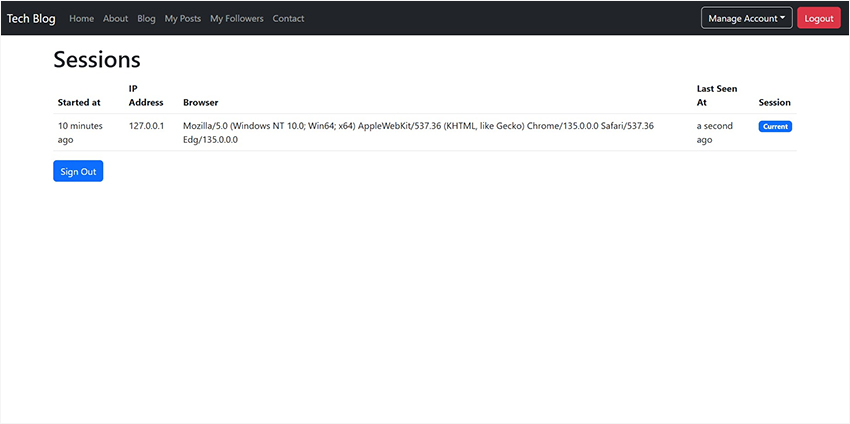 Tech Blog Home About Blog My Posts My Followers Contact Manage Account Logout
Sessions
Started at IP Address Browser Last Seen At Session
10 minutes ago 127.0.0.1 Mozilla/5.0 (Windows NT 10.0; Win64; x64) AppleWebKit/537.36 (KHTML, like Gecko) Chrome/135.0.0.0 Safari/537.36 Edg/135.0.0.0 a second ago Current
Sign Out